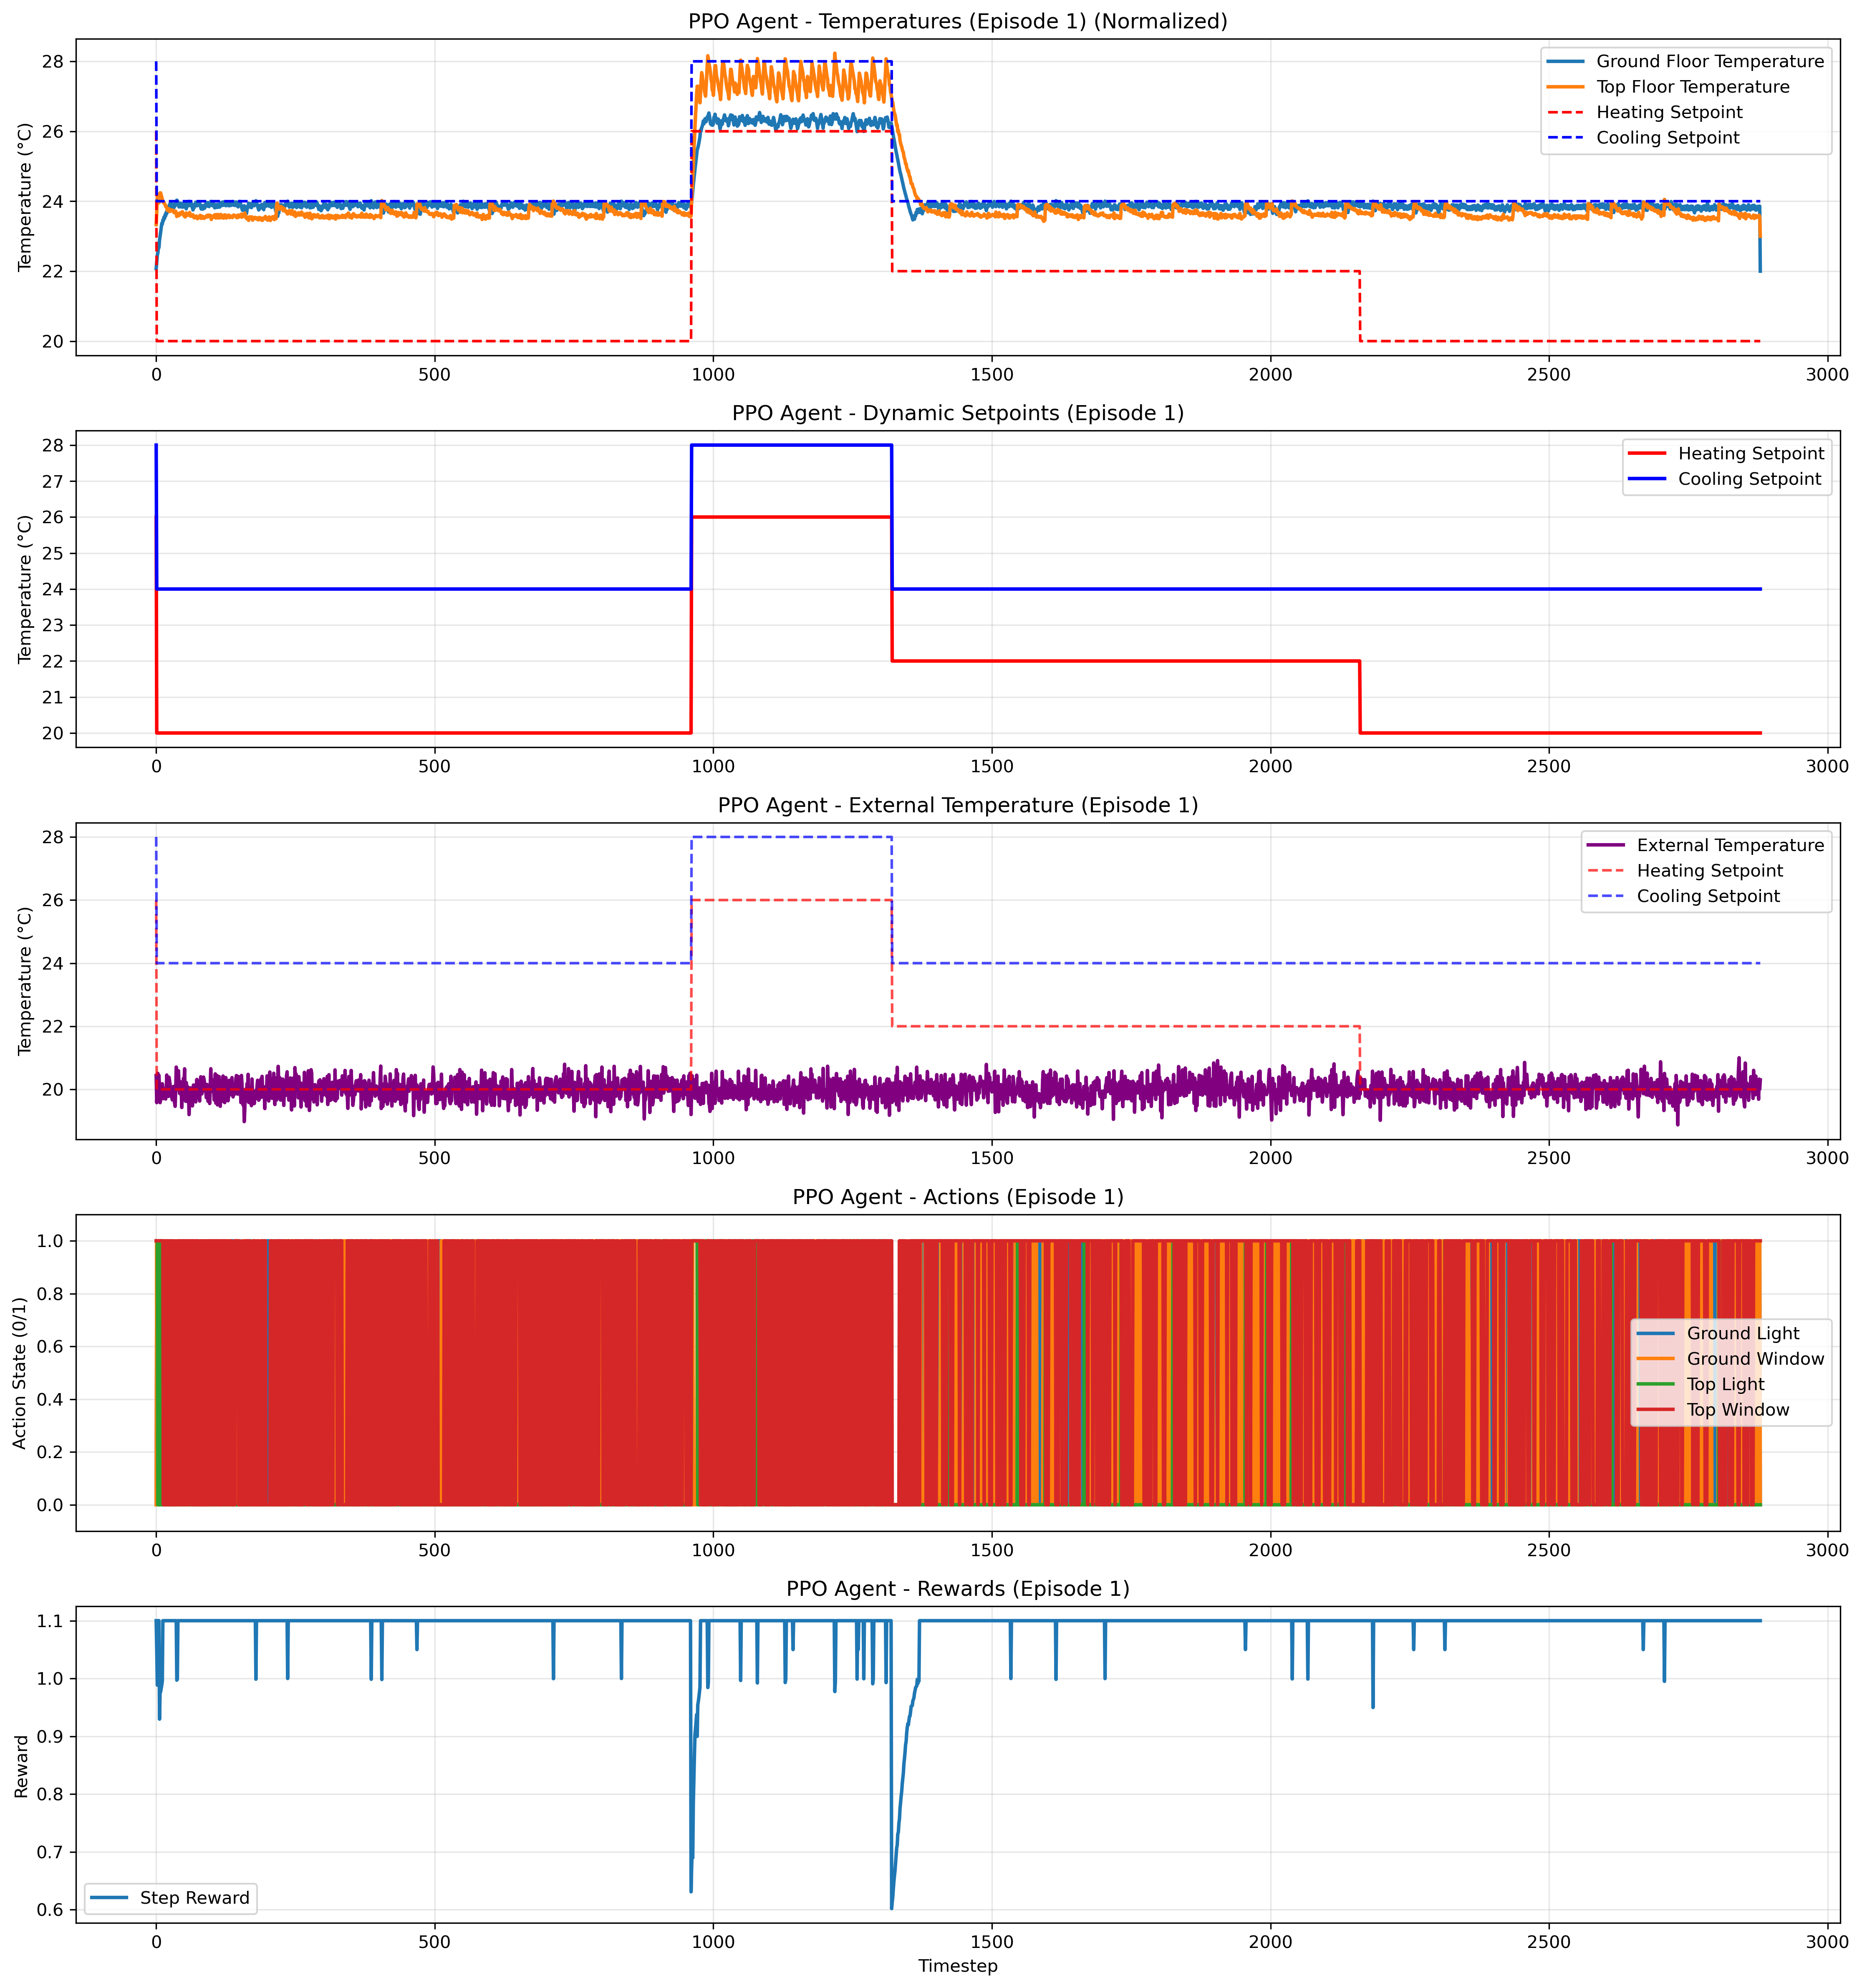 PPO Agent - Temperatures (Episode 1) (Normalized)
Temperature (°C)
28
26
24
22
20
Ground Floor Temperature
Top Floor Temperature
Heating Setpoint
Cooling Setpoint
0 500 1000 1500 2000 2500 3000
PPO Agent - Dynamic Setpoints (Episode 1)
Temperature (°C)
28
27
26
25
24
23
22
21
20
Heating Setpoint
Cooling Setpoint
0 500 1000 1500 2000 2500 3000
PPO Agent - External Temperature (Episode 1)
Temperature (°C)
28
26
24
22
20
External Temperature
Heating Setpoint
Cooling Setpoint
0 500 1000 1500 2000 2500 3000
PPO Agent - Actions (Episode 1)
Action State (0/1)
1.0
0.8
0.6
0.4
0.2
0.0
Ground Light
Ground Window
Top Light
Top Window
0 500 1000 1500 2000 2500 3000
PPO Agent - Rewards (Episode 1)
Reward
1.1
1.0
0.9
0.8
0.7
0.6
Step Reward
0 500 1000 1500 2000 2500 3000
Timestep